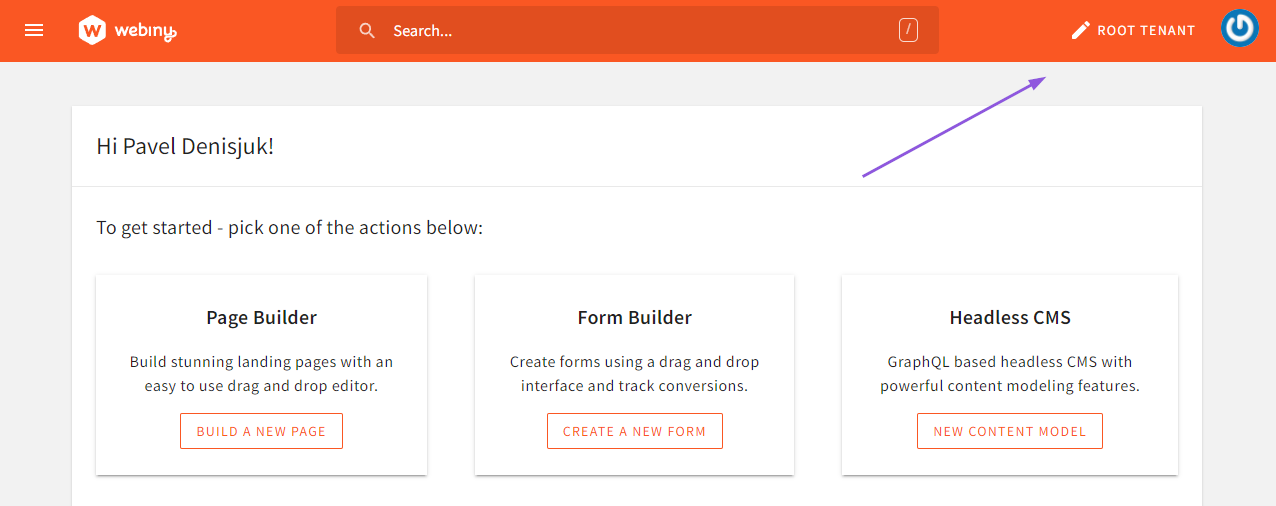 webiny
Search...
/
ROOT TENANT
Hi Pavel Denisjuk!
To get started - pick one of the actions below:
Page Builder
Build stunning landing pages with an
easy to use drag and drop editor.
BUILD A NEW PAGE
Form Builder
Create forms using a drag and drop
interface and track conversions.
CREATE A NEW FORM
Headless CMS
GraphQL based headless CMS with
powerful content modeling features.
NEW CONTENT MODEL